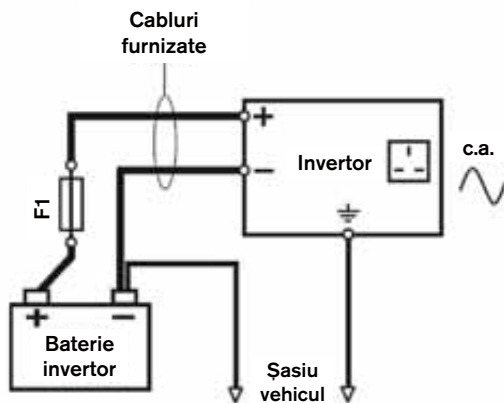 Cabluri
furnizate
+
Invertor
c.a.
−
F1
+ −
Baterie
invertor
Șasiu
vehicul